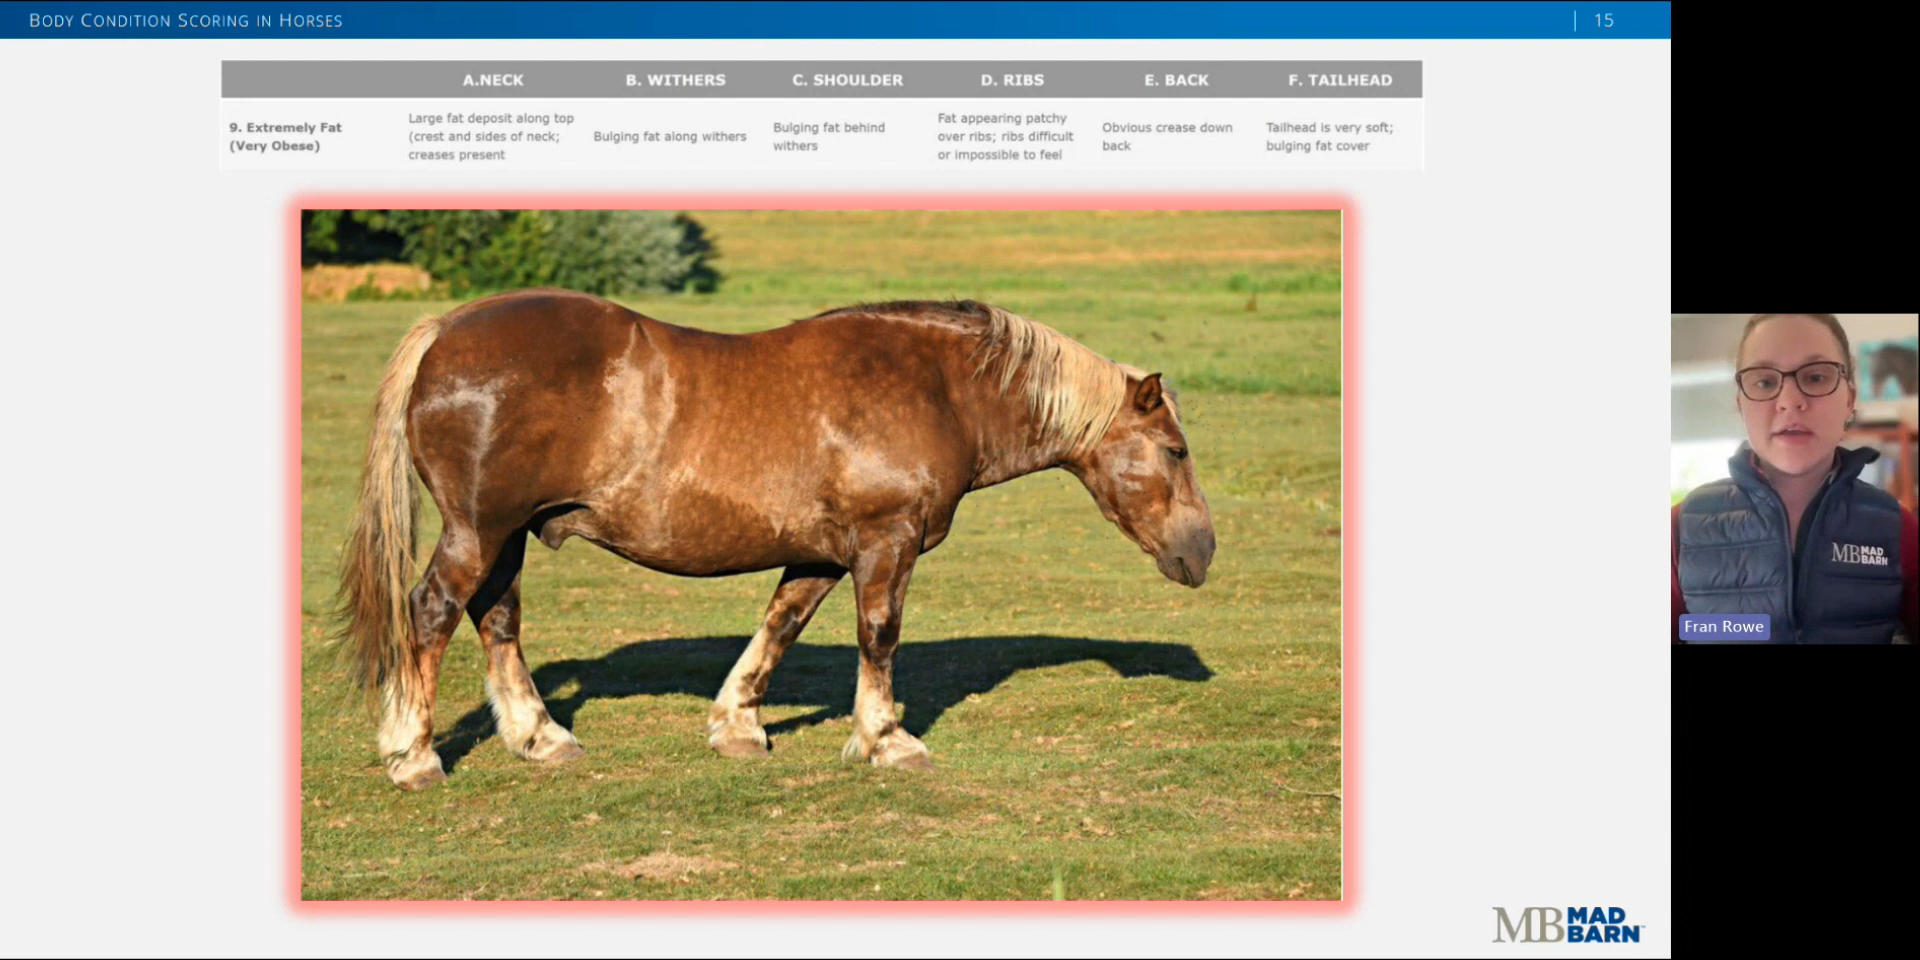 BODY CONDITION SCORING IN HORSES
15
A.NECK
B. WITHERS
C. SHOULDER
D. RIBS
E. BACK
F. TAILHEAD
9. Extremely Fat
(Very Obese)
Large fat deposit along top
(crest and sides of neck;
creases present
Bulging fat along withers
Bulging fat behind
withers
Fat appearing patchy
over ribs; ribs difficult
or impossible to feel
Obvious crease down
back
Tailhead is very soft;
bulging fat cover
MB MAD
BARN
Fran Rowe
MB MAD
BARN™